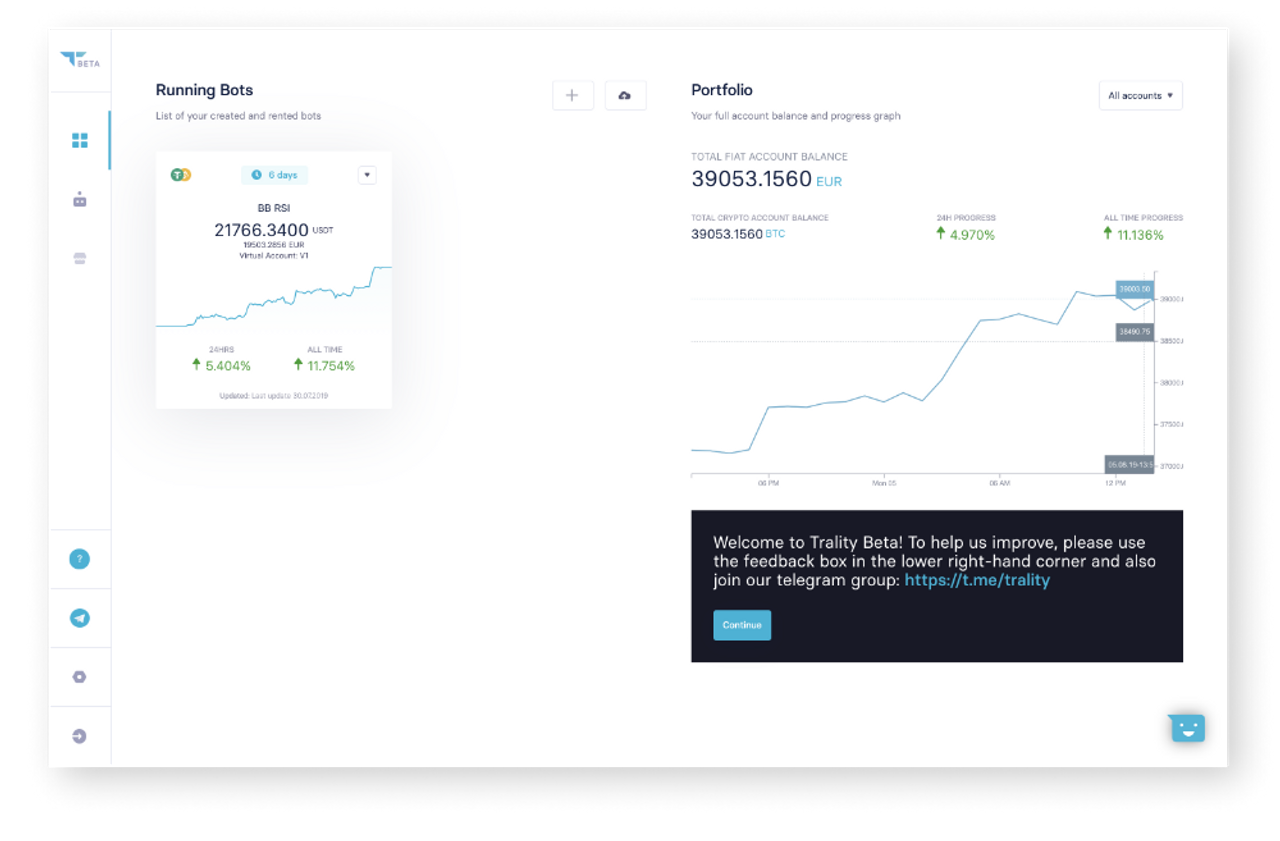 BETA
Running Bots
List of your created and rented bots
6 days
BB RSI
21766.3400 USDT
19503.2856 EUR
Virtual Account: V1
24HRS
ALL TIME
5.404%
11.754%
Updated: Last update 30.07.2019
Portfolio
All accounts
Your full account balance and progress graph
TOTAL FIAT ACCOUNT BALANCE
39053.1560 EUR
TOTAL CRYPTO ACCOUNT BALANCE
24H PROGRESS
ALL TIME PROGRESS
39053.1560 BTC
4.970%
11.136%
39003.50
38490.75
05.08.19-13:5
06 PM
Mon 05
06 AM
12 PM
Welcome to Trality Beta! To help us improve, please use
the feedback box in the lower right-hand corner and also
join our telegram group: https://t.me/trality
Continue
?